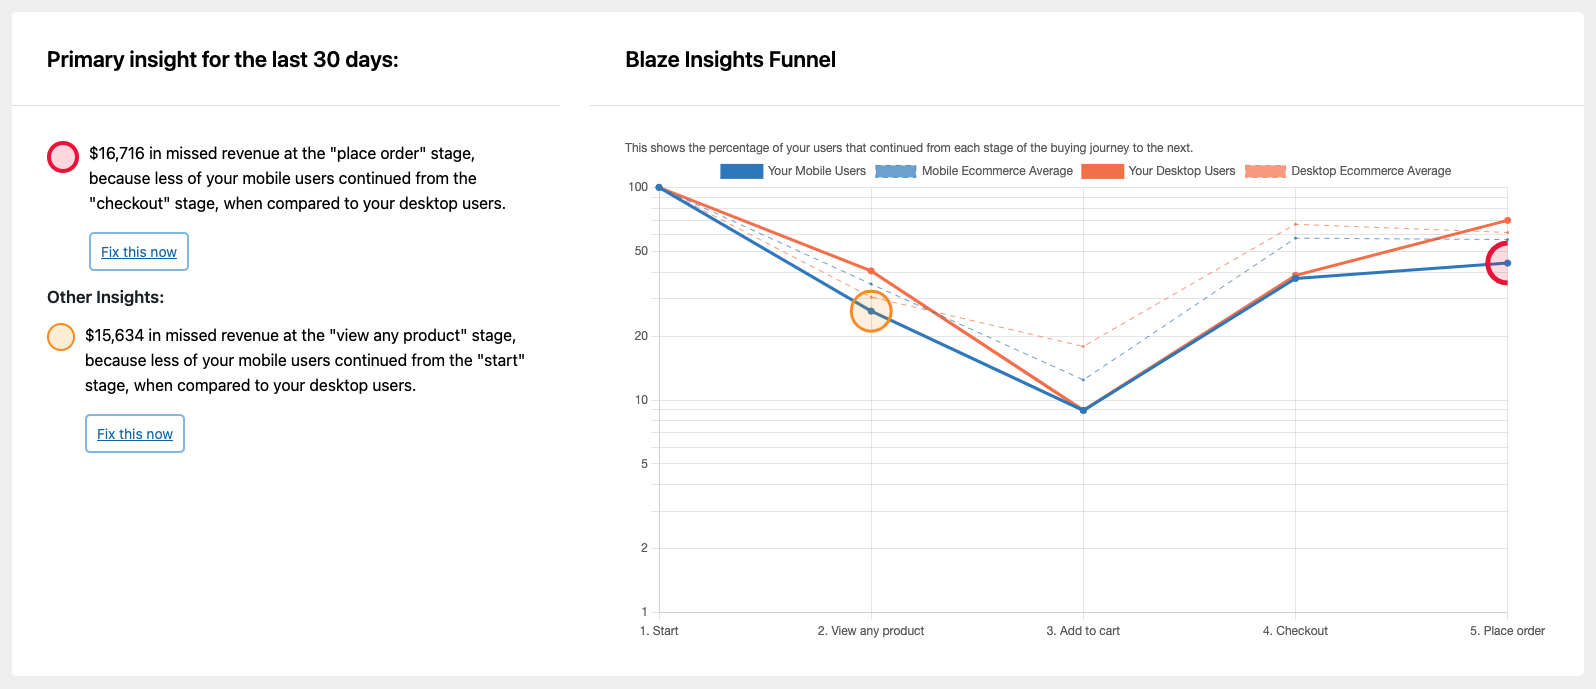 Primary insight for the last 30 days:
$16,716 in missed revenue at the "place order" stage,
because less of your mobile users continued from the
"checkout" stage, when compared to your desktop users.
Fix this now
Other Insights:
$15,634 in missed revenue at the "view any product" stage,
because less of your mobile users continued from the "start"
stage, when compared to your desktop users.
Fix this now
Blaze Insights Funnel
This shows the percentage of your users that continued from each stage of the buying journey to the next.
Your Mobile Users Mobile Ecommerce Average Your Desktop Users Desktop Ecommerce Average
100
50
20
10
5
2
1
1. Start 2. View any product 3. Add to cart 4. Checkout 5. Place order